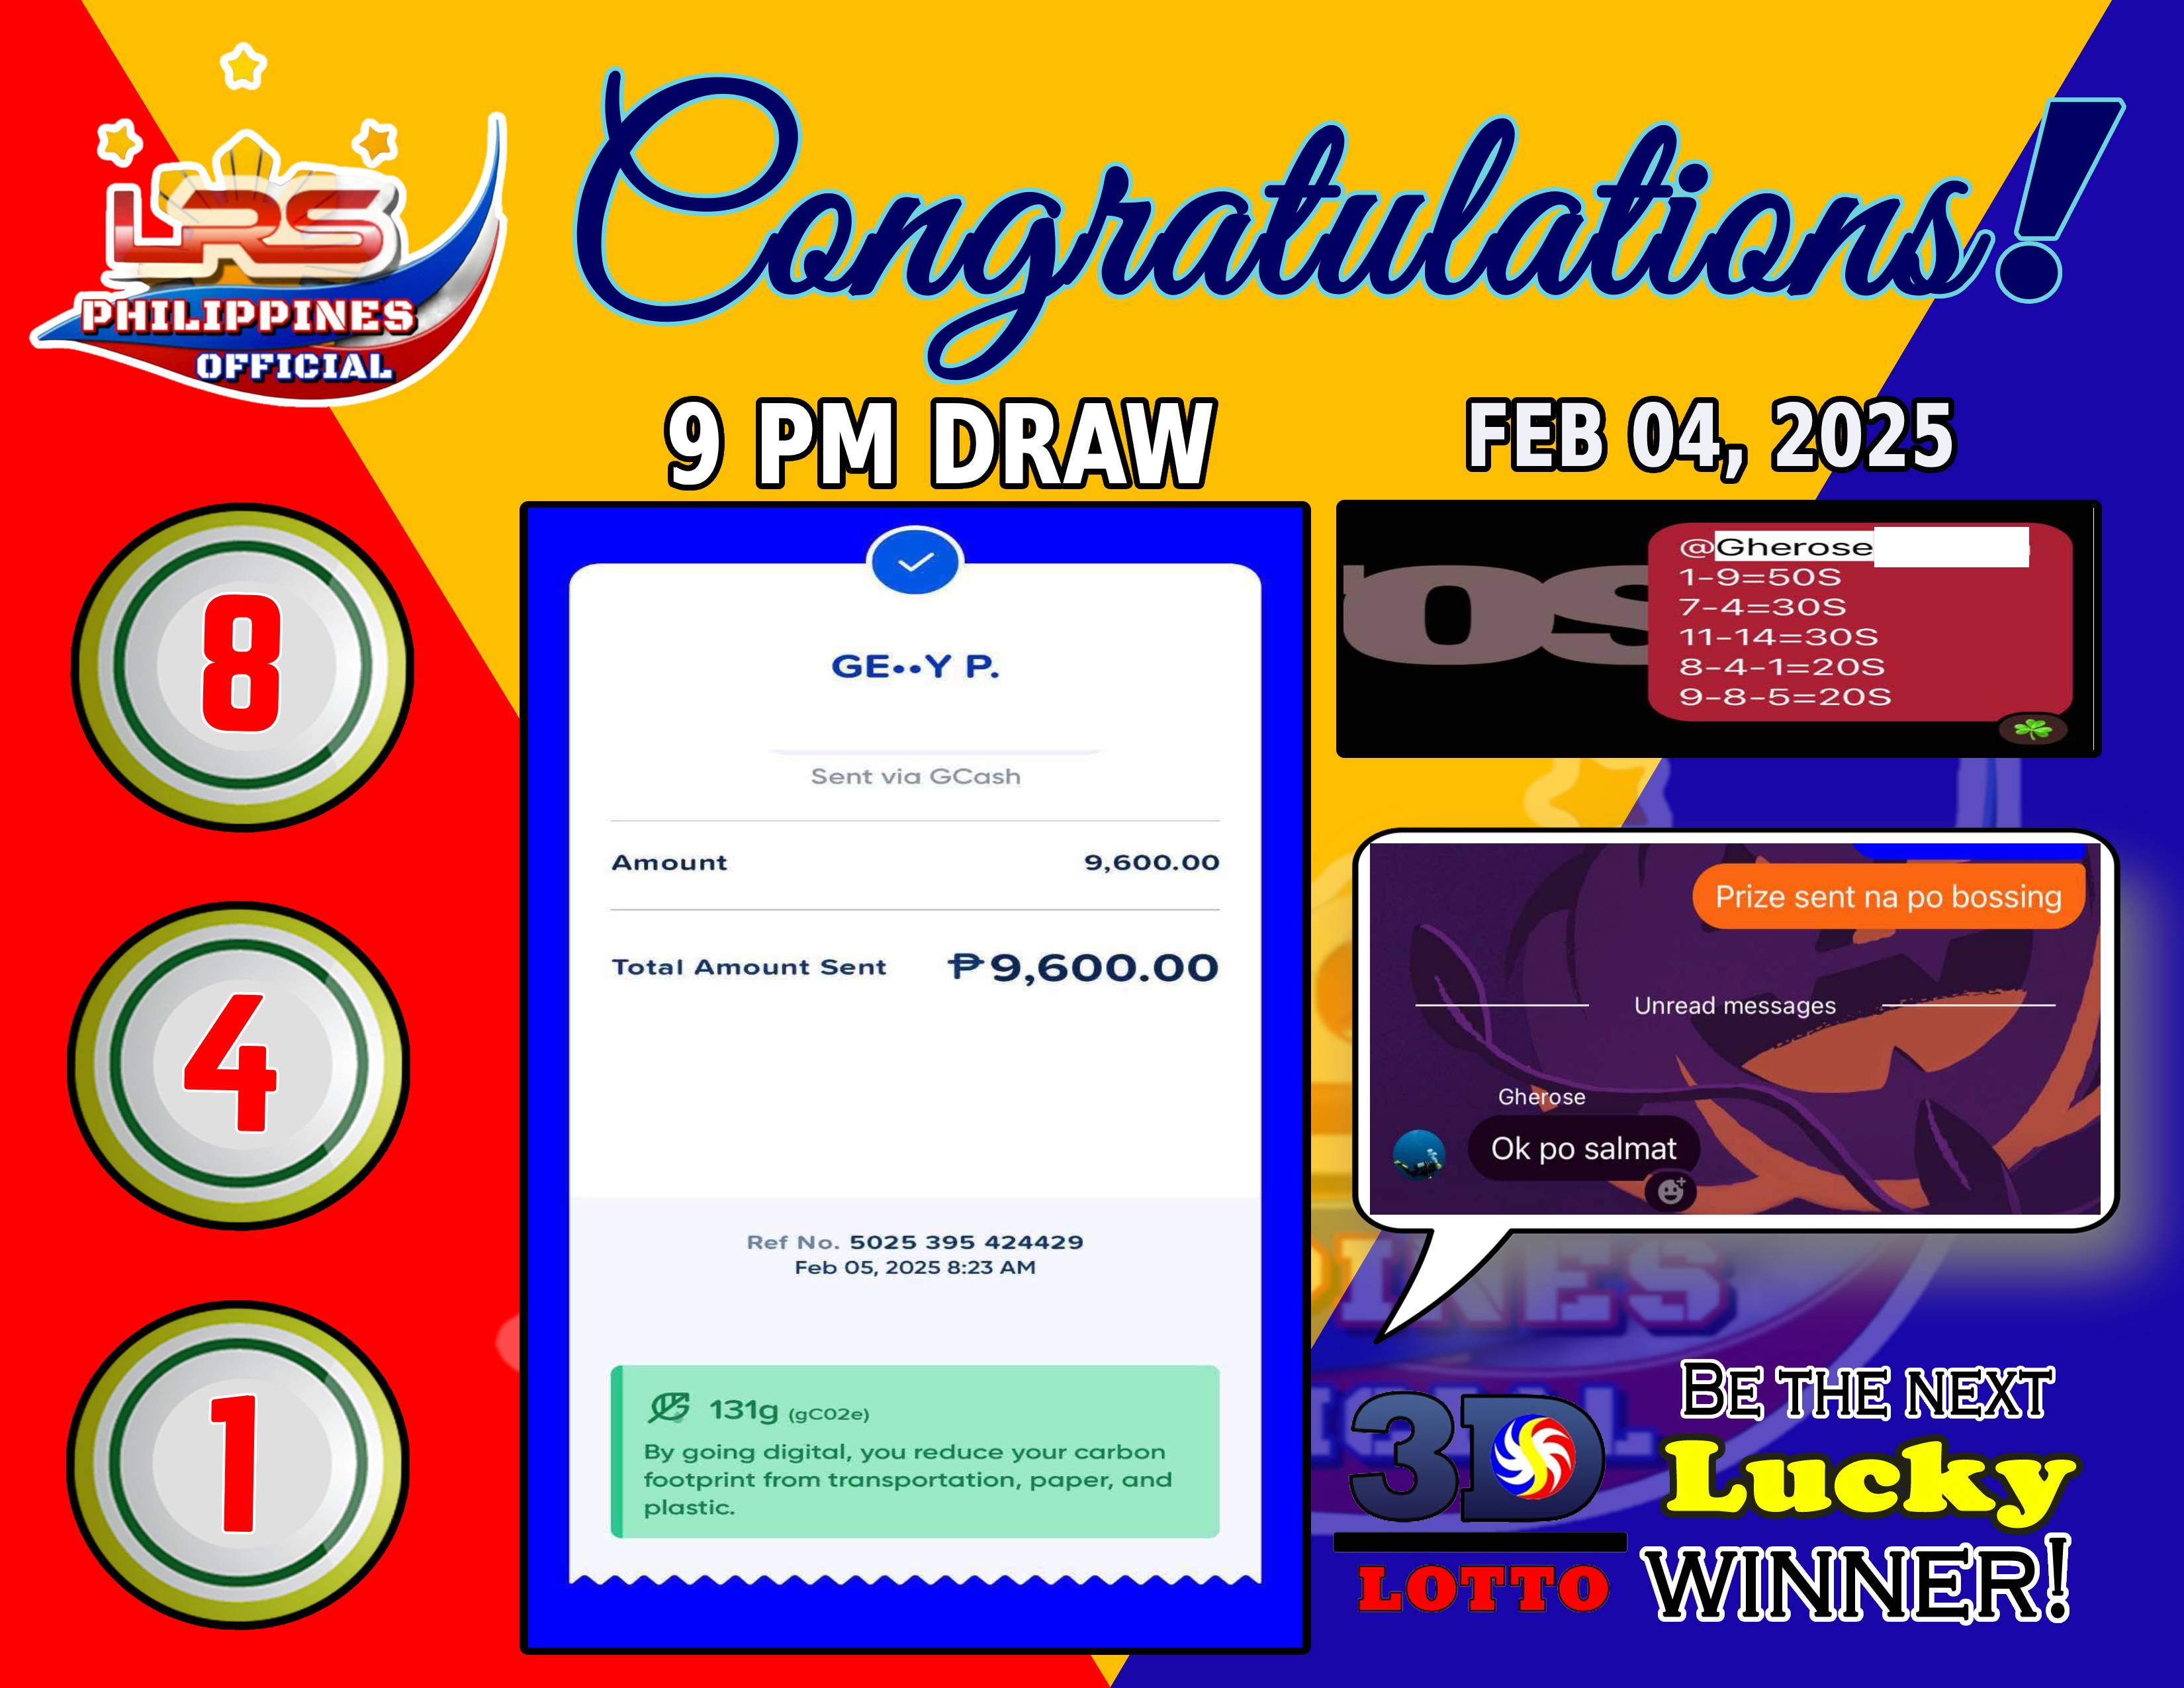 LRS
PHILIPPINES
OFFICIAL
Congratulations!
9 PM DRAW
FEB 04, 2025
8
4
1
GE••Y P.
Sent via GCash
Amount 9,600.00
Total Amount Sent ₱9,600.00
Ref No. 5025 395 424429
Feb 05, 2025 8:23 AM
131g (gCO2e)
By going digital, you reduce your carbon
footprint from transportation, paper, and
plastic.
@Gherose
1-9=50S
7-4=30S
11-14=30S
8-4-1=20S
9-8-5=20S
Prize sent na po bossing
Unread messages
Gherose
Ok po salmat
3D
LOTTO
BE THE NEXT
Lucky
WINNER!